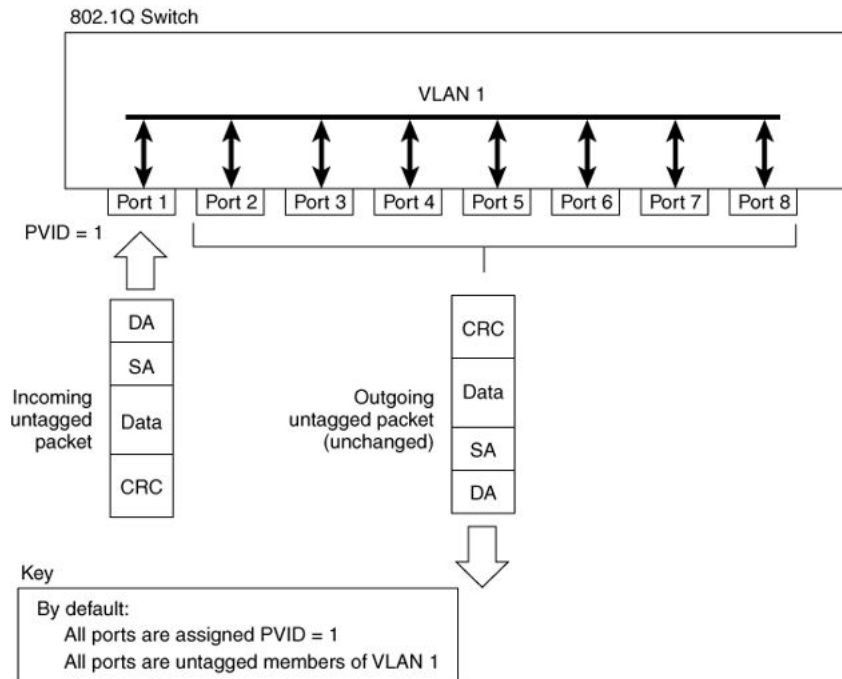 802.1Q Switch
VLAN 1
Port 1
Port 2
Port 3
Port 4
Port 5
Port 6
Port 7
Port 8
PVID = 1
DA
SA
Data
CRC
Incoming
untagged
packet
CRC
Data
SA
DA
Outgoing
untagged packet
(unchanged)
Key
By default:
All ports are assigned PVID = 1
All ports are untagged members of VLAN 1